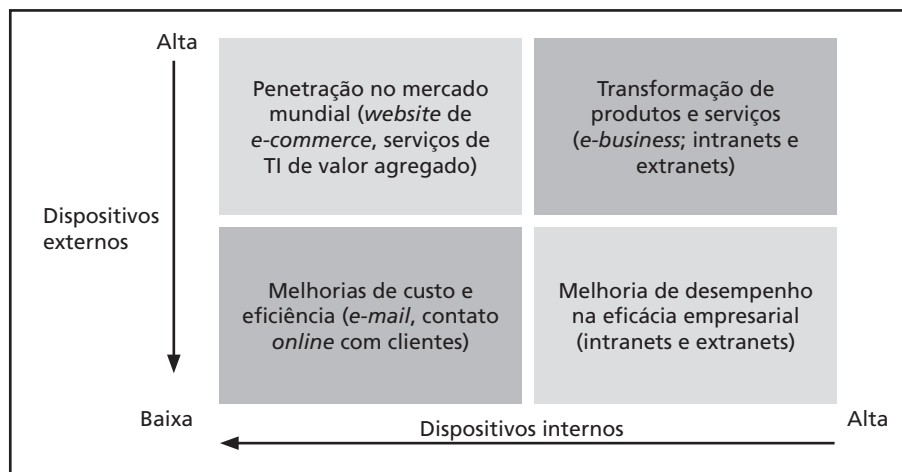 Alta
Penetração no mercado
mundial (website de
e-commerce, serviços de
TI de valor agregado)
Transformação de
produtos e serviços
(e-business; intranets e
extranets)
Dispositivos
externos
Melhorias de custo e
eficiência (e-mail, contato
online com clientes)
Melhoria de desempenho
na eficácia empresarial
(intranets e extranets)
Baixa
Dispositivos internos
Alta